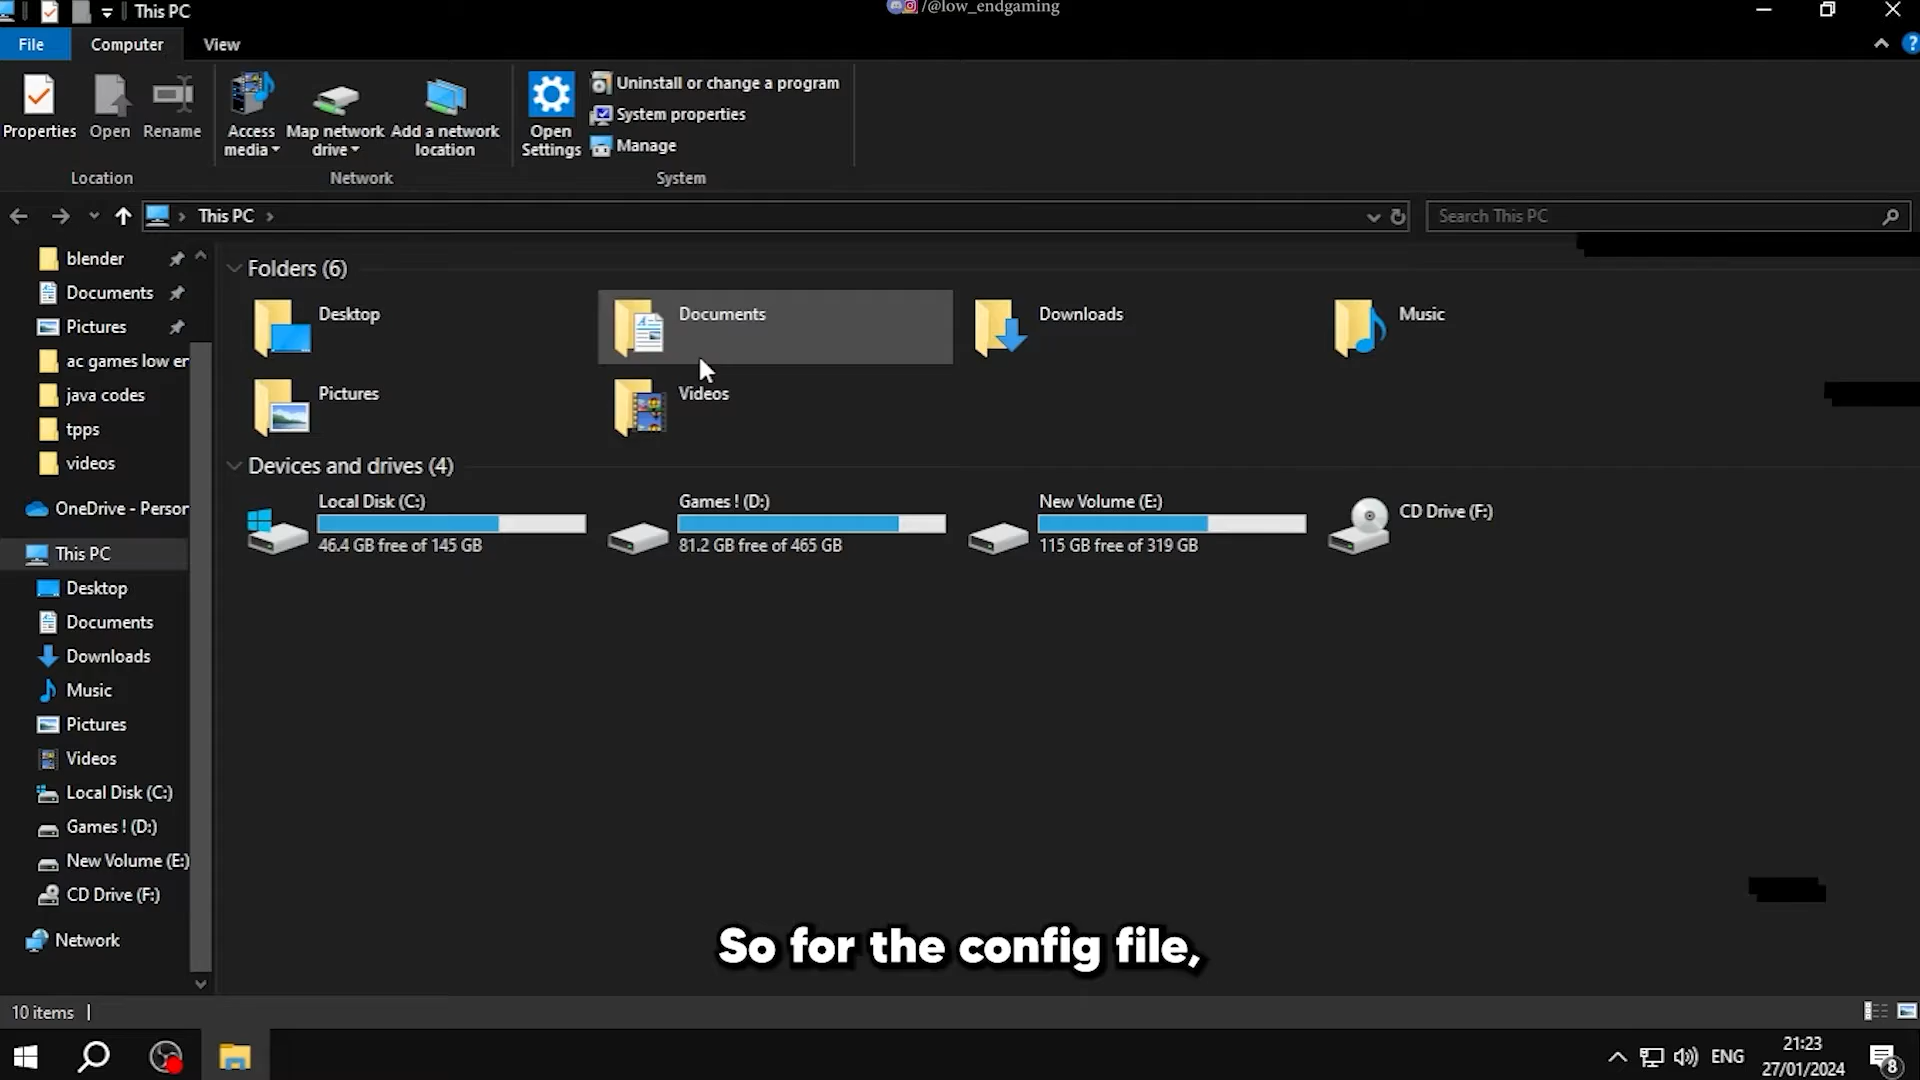 This PC
/@low_endgaming
File
Computer
View
Properties
Open
Rename
Access media
Map network drive
Add a network location
Open Settings
Uninstall or change a program
System properties
Manage
Location
Network
System
This PC
Search This PC
blender
Documents
Pictures
ac games low er
java codes
tpps
videos
OneDrive - Person
This PC
Desktop
Documents
Downloads
Music
Pictures
Videos
Local Disk (C:)
Games ! (D:)
New Volume (E:)
CD Drive (F:)
Network
Folders (6)
Desktop
Documents
Downloads
Music
Pictures
Videos
Devices and drives (4)
Local Disk (C:)
46.4 GB free of 145 GB
Games ! (D:)
81.2 GB free of 465 GB
New Volume (E:)
115 GB free of 319 GB
CD Drive (F:)
So for the config file,
10 items
ENG
21:23
27/01/2024
8